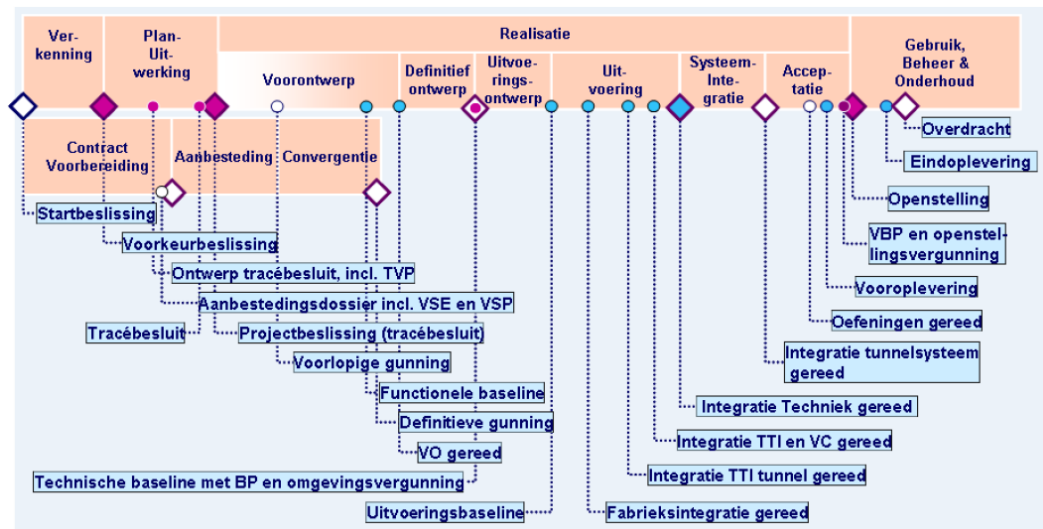 Realisatie
Ver-
kenning
Plan-
Uit-
werking
Voorontwerp
Definitief
ontwerp
Uitvoe-
rings-
ontwerp
Uit-
voering
Systeem-
Inte-
gratie
Accep-
tatie
Gebruik,
Beheer &
Onderhoud
Contract
Voorbereiding
Aanbesteding
Convergentie
Overdracht
Eindoplevering
Openstelling
VBP en openstel-
lingsvergunning
Vooroplevering
Oefeningen gereed
Integratie tunnelsysteem
gereed
Integratie Techniek gereed
Integratie TTI en VC gereed
Integratie TTI tunnel gereed
Fabrieksintegratie gereed
Startbeslissing
Voorkeurbeslissing
Ontwerp tracébesluit, incl. TVP
Aanbestedingsdossier incl. VSE en VSP
Tracébesluit
Projectbeslissing (tracébesluit)
Voorlopige gunning
Functionele baseline
Definitieve gunning
VO gereed
Technische baseline met BP en omgevingsvergunning
Uitvoeringsbaseline